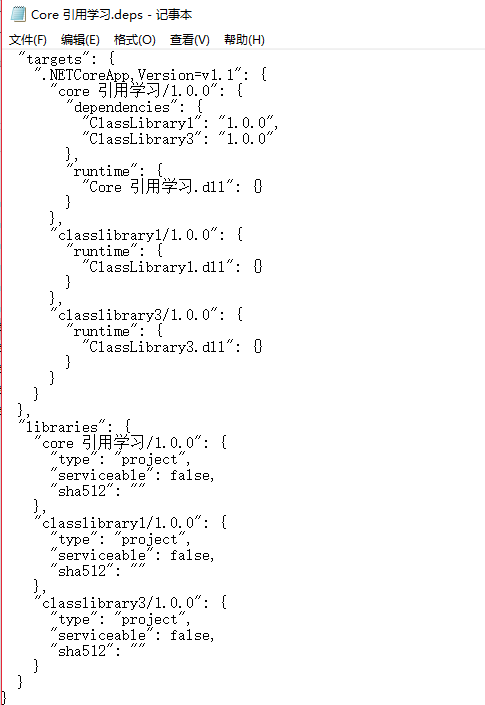 Core 引用学习.deps - 记事本
文件(F) 编辑(E) 格式(O) 查看(V) 帮助(H)
  "targets": {
    ".NETCoreApp,Version=v1.1": {
      "core 引用学习/1.0.0": {
        "dependencies": {
          "ClassLibrary1": "1.0.0",
          "ClassLibrary3": "1.0.0"
        },
        "runtime": {
          "Core 引用学习.dll": {}
        }
      },
      "classlibrary1/1.0.0": {
        "runtime": {
          "ClassLibrary1.dll": {}
        }
      },
      "classlibrary3/1.0.0": {
        "runtime": {
          "ClassLibrary3.dll": {}
        }
      }
    }
  },
  "libraries": {
    "core 引用学习/1.0.0": {
      "type": "project",
      "serviceable": false,
      "sha512": ""
    },
    "classlibrary1/1.0.0": {
      "type": "project",
      "serviceable": false,
      "sha512": ""
    },
    "classlibrary3/1.0.0": {
      "type": "project",
      "serviceable": false,
      "sha512": ""
    }
  }
}